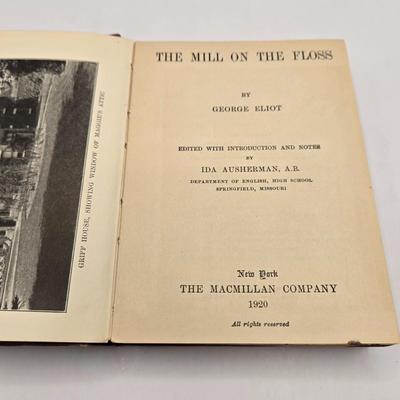 GRIFF HOUSE, SHOWING WINDOW OF MAGGIE'S ATTIC
THE MILL ON THE FLOSS
BY
GEORGE ELIOT
EDITED WITH INTRODUCTION AND NOTES
BY
IDA AUSHERMAN, A.B.
DEPARTMENT OF ENGLISH, HIGH SCHOOL
SPRINGFIELD, MISSOURI
New York
THE MACMILLAN COMPANY
1920
All rights reserved